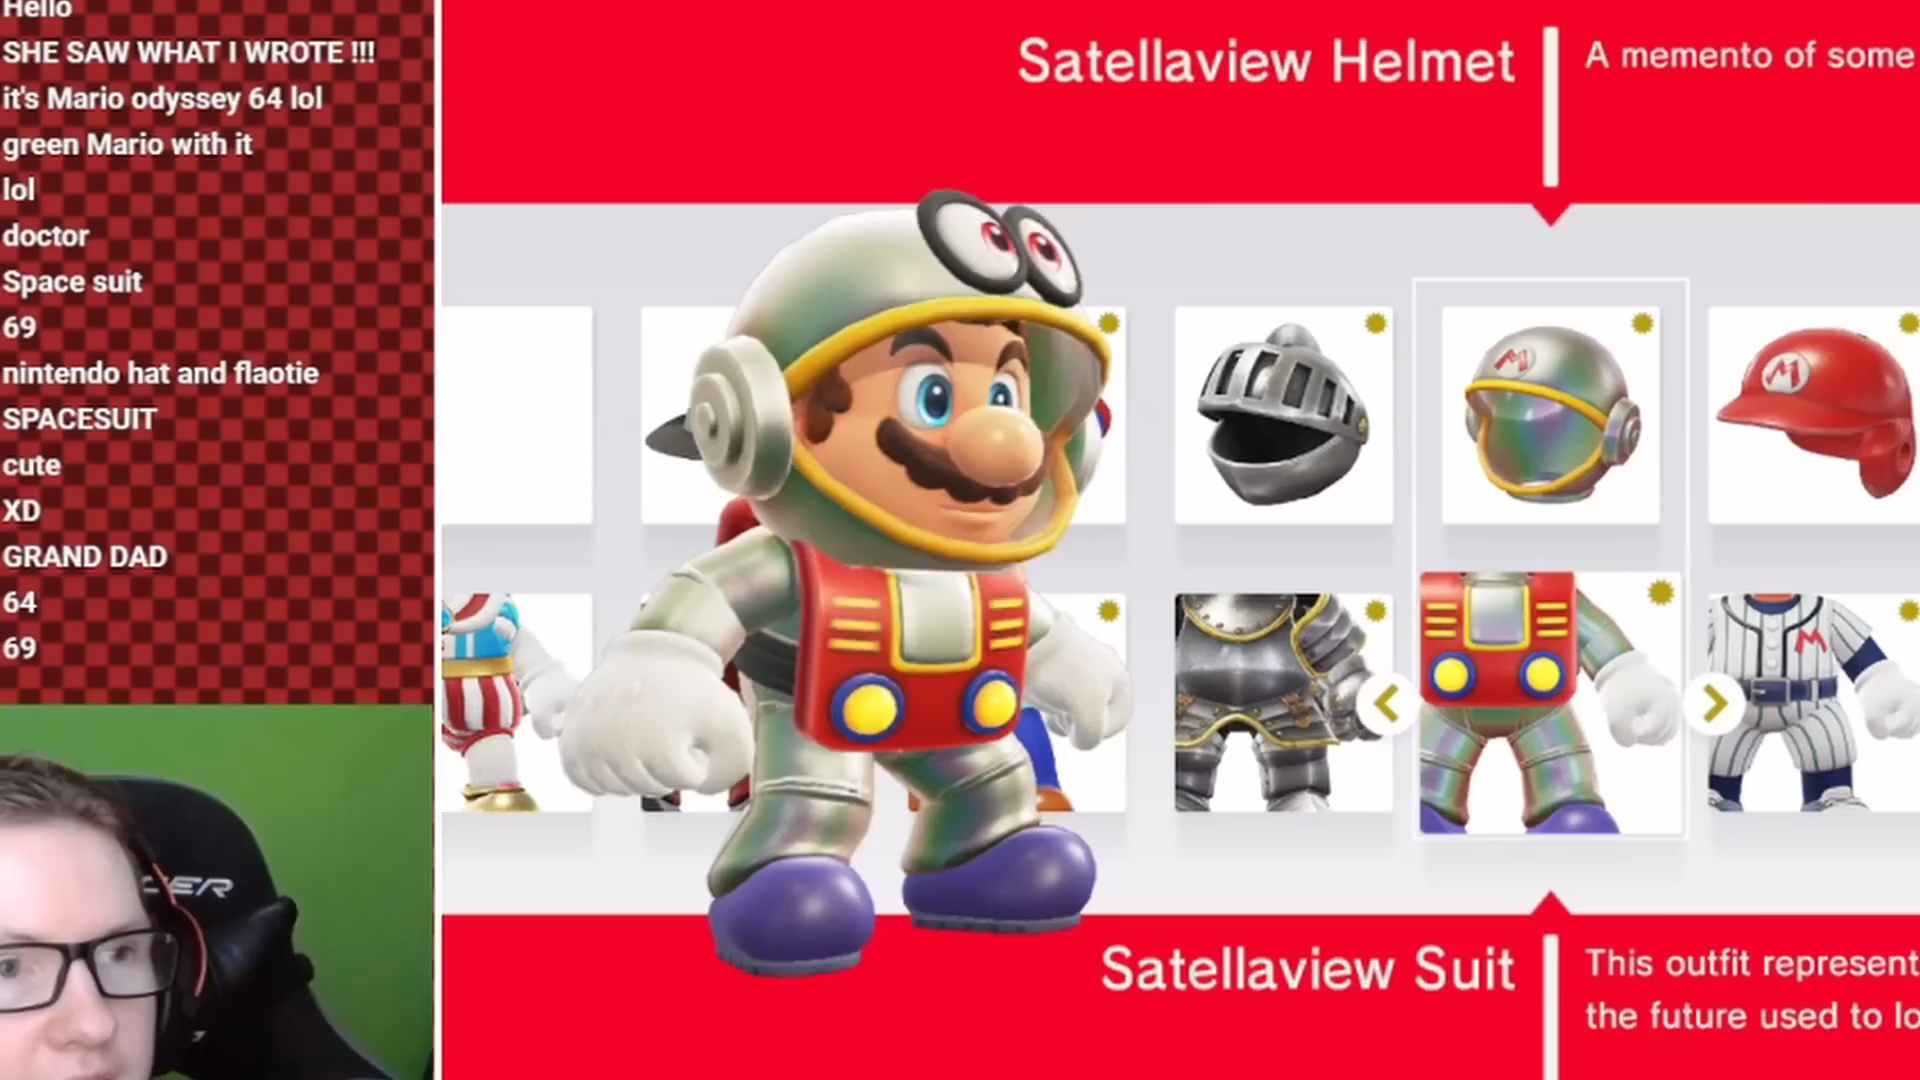 Hello
SHE SAW WHAT I WROTE !!!
it's Mario odyssey 64 lol
green Mario with it
lol
doctor
Space suit
69
nintendo hat and flaotie
SPACESUIT
cute
XD
GRAND DAD
64
69
Satellaview Helmet
A memento of some
M
M
M
Satellaview Suit
This outfit represent
the future used to lo